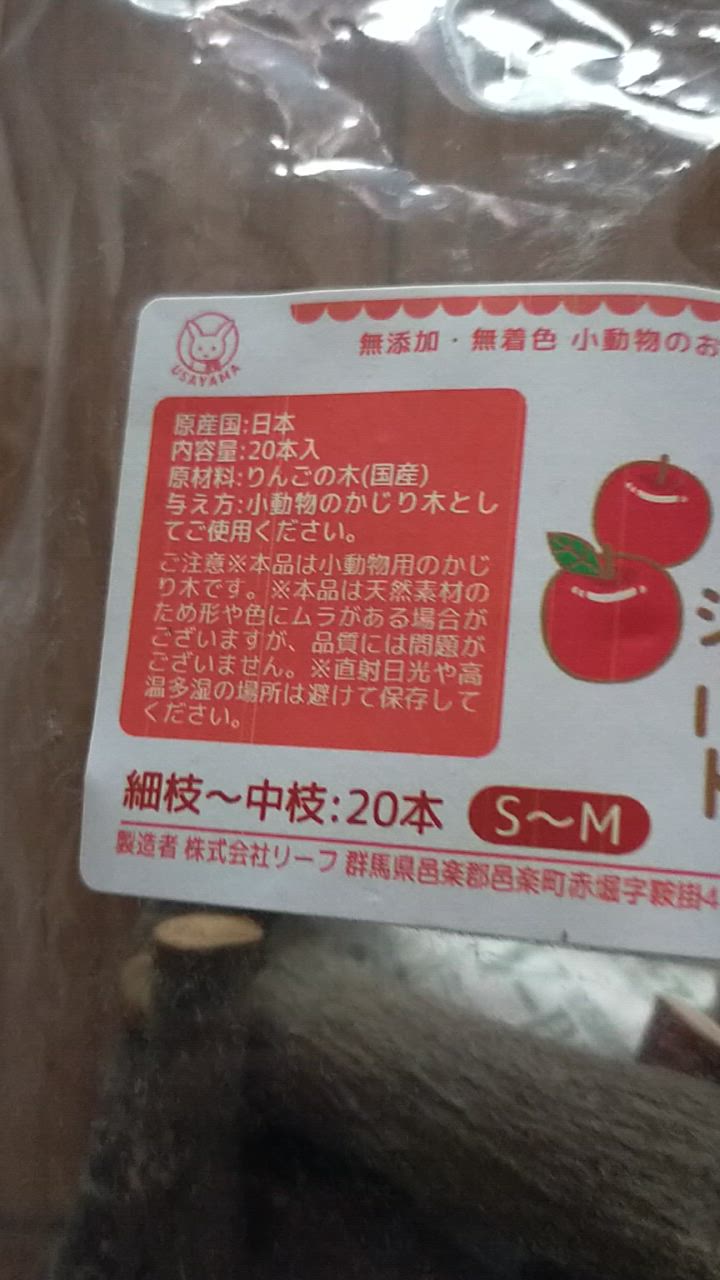 USAYAMA
無添加・無着色 小動物のお
原産国:日本
内容量:20本入
原材料:りんごの木(国産)
与え方:小動物のかじり木とし
てご使用ください。
ご注意※本品は小動物用のかじ
り木です。※本品は天然素材の
ため形や色にムラがある場合が
ございますが、品質には問題が
ございません。※直射日光や高
温多湿の場所は避けて保存して
ください。
細枝～中枝:20本 S～M
製造者 株式会社リーフ 群馬県邑楽郡邑楽町赤堀字鞍掛4